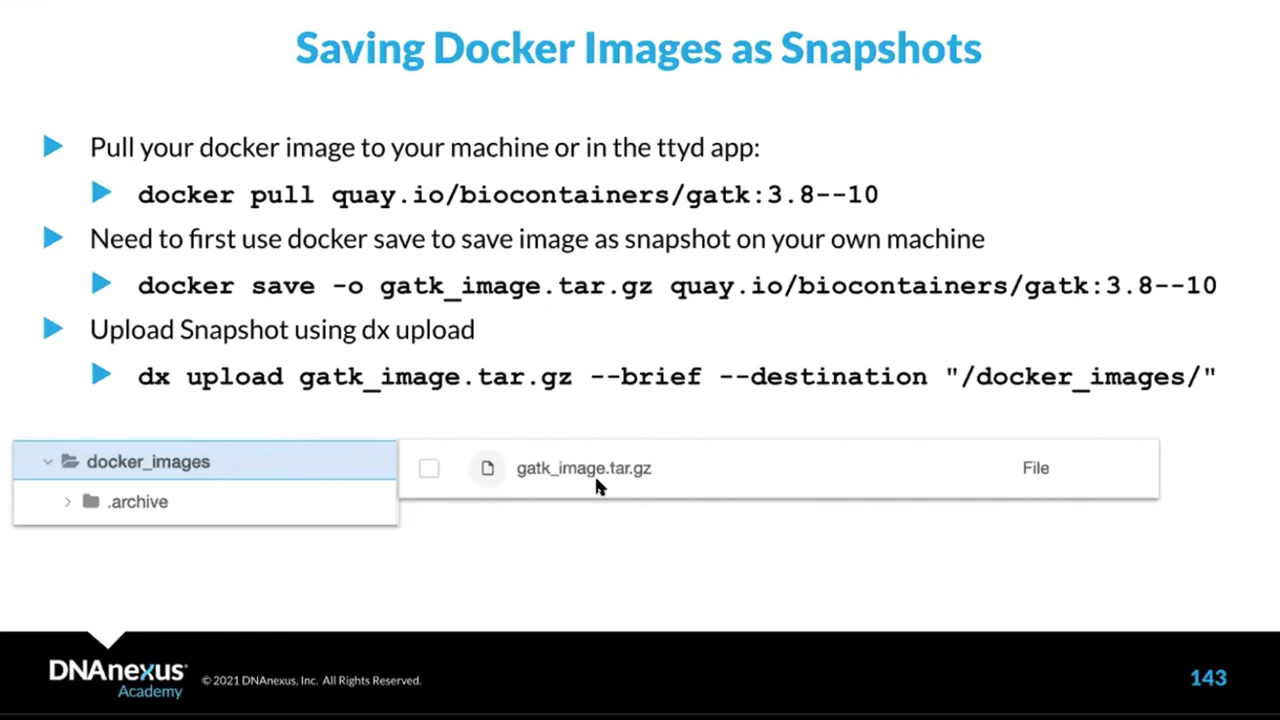 Saving Docker Images as Snapshots
Pull your docker image to your machine or in the ttyd app:
docker pull quay.io/biocontainers/gatk:3.8--10
Need to first use docker save to save image as snapshot on your own machine
docker save -o gatk_image.tar.gz quay.io/biocontainers/gatk:3.8--10
Upload Snapshot using dx upload
dx upload gatk_image.tar.gz --brief --destination "/docker_images/"
docker_images
.archive
gatk_image.tar.gz File
DNAnexus®
Academy
© 2021 DNAnexus, Inc. All Rights Reserved.
143